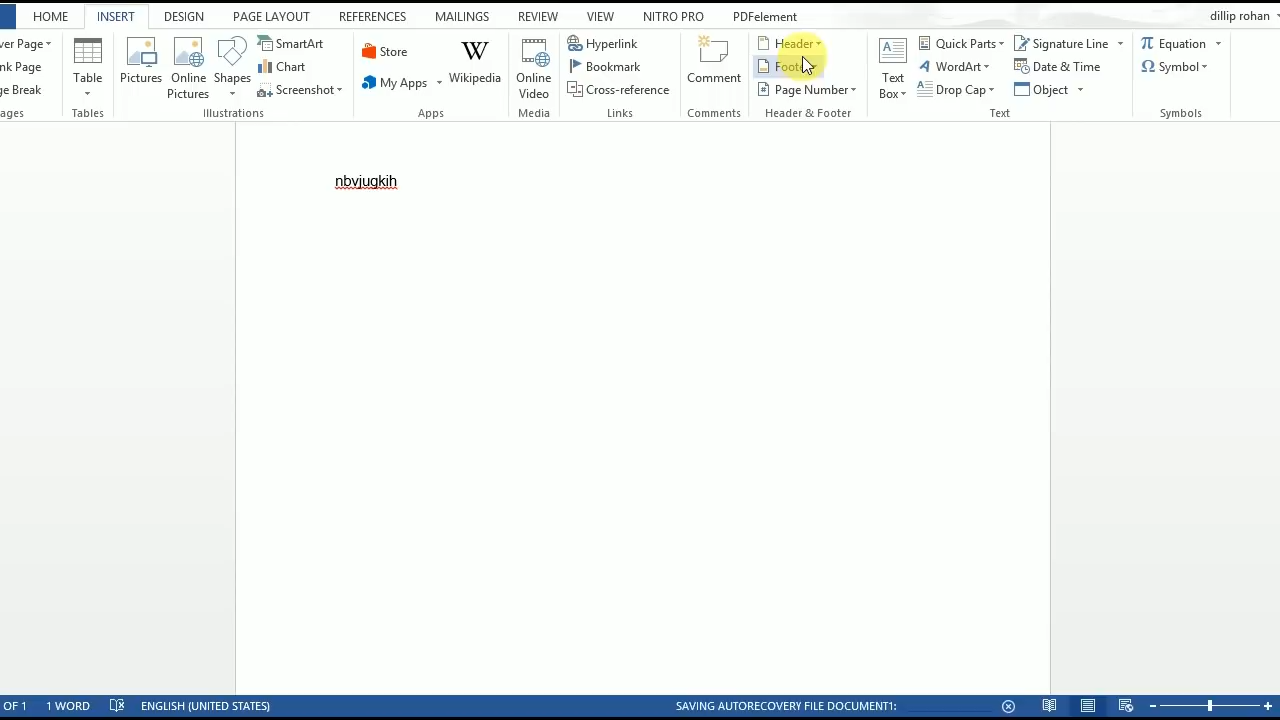 HOME INSERT DESIGN PAGE LAYOUT REFERENCES MAILINGS REVIEW VIEW NITRO PRO PDFelement dillip rohan
ver Page
nk Page
ge Break
ages
Table
Tables
Pictures
Online
Pictures
Shapes
SmartArt
Chart
Screenshot
Illustrations
Store
My Apps
W
Wikipedia
Apps
Online
Video
Media
Hyperlink
Bookmark
Cross-reference
Links
Comment
Comments
Header
Page Number
Header & Footer
A
Text
Box
Quick Parts
WordArt
Drop Cap
Signature Line
Date & Time
Object
Text
π Equation
Ω Symbol
Symbols
nbvjugkih
OF 1 1 WORD ENGLISH (UNITED STATES) SAVING AUTORECOVERY FILE DOCUMENT1: